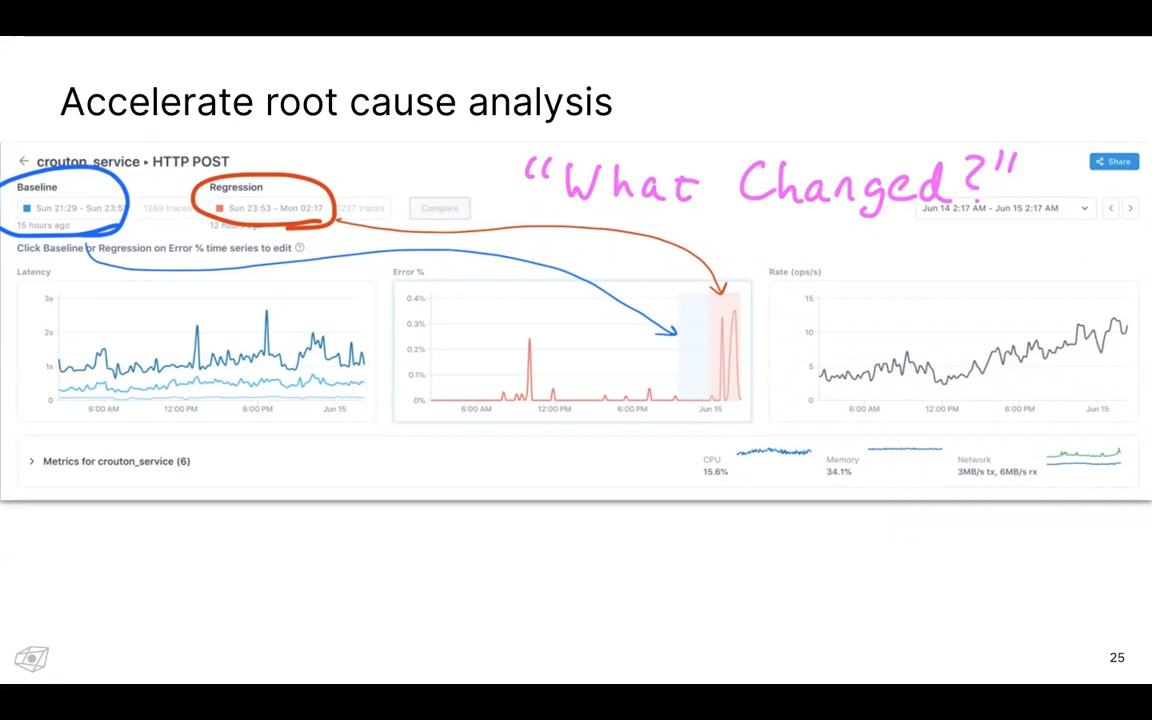 Accelerate root cause analysis
crouton_service ▸ HTTP POST
"What Changed?"
Share
Baseline
Regression
Sun 21:29 - Sun 23:5
1289 traces
Sun 23:53 - Mon 02:17
1227 traces
Compare
Jun 14 2:17 AM - Jun 15 2:17 AM
15 hours ago
12 ago
Click Baseline or Regression on Error % time series to edit
Latency
Error %
Rate (ops/s)
3s
2s
1s
0
6:00 AM
12:00 PM
6:00 PM
Jun 15
0.4%
0.3%
0.2%
0.1%
0%
6:00 AM
12:00 PM
6:00 PM
Jun 15
15
10
5
0
6:00 AM
12:00 PM
6:00 PM
Jun 15
Metrics for crouton_service (6)
CPU
15.6%
Memory
34.1%
Network
3MB/s tx, 6MB/s rx
25